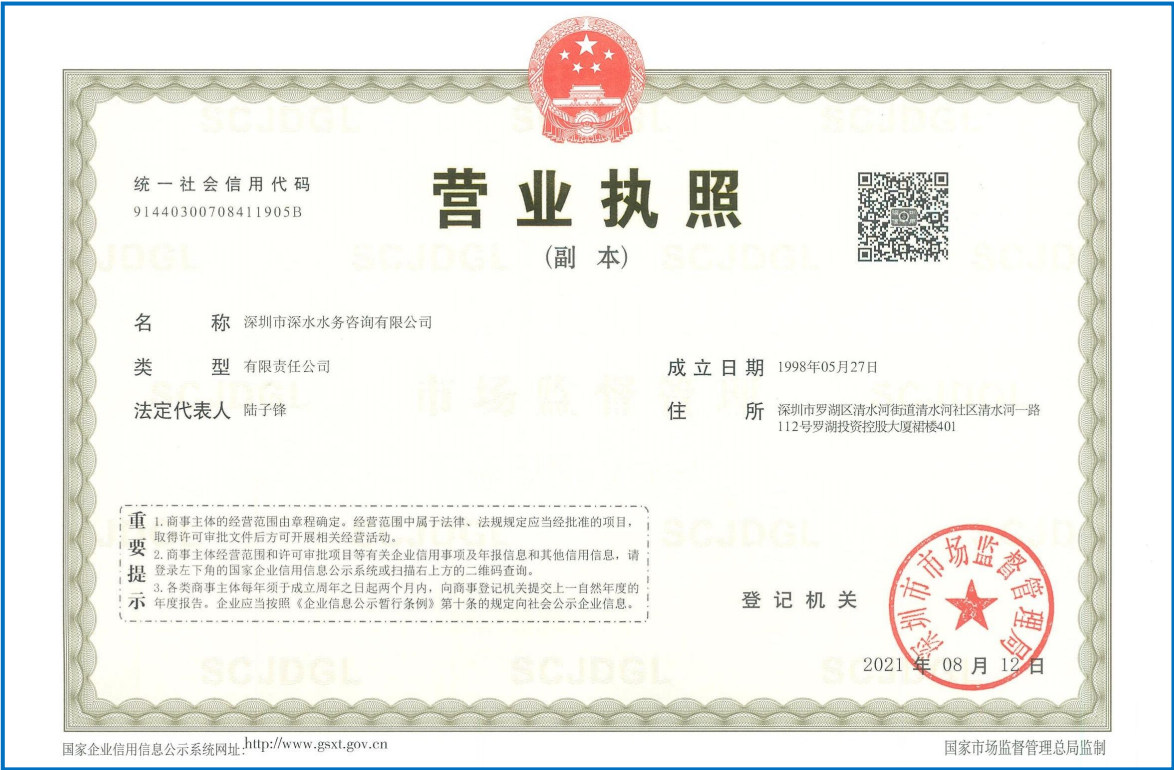 统一社会信用代码
91440300708411905B
营业执照
(副 本)
名 称 深圳市深水水务咨询有限公司
类 型 有限责任公司
成立日期 1998年05月27日
法定代表人 陆子锋
住 所 深圳市罗湖区清水河街道清水河社区清水河一路
112号罗湖投资控股大厦裙楼401
重要提示
1.商事主体的经营范围由章程确定。经营范围中属于法律、法规规定应当经批准的项目,
取得许可审批文件后方可开展相关经营活动。
2.商事主体经营范围和许可审批项目等有关企业信用事项及年报信息和其他信用信息,请
登录左下角的国家企业信用信息公示系统或扫描右上方的二维码查询。
3.各类商事主体每年须于成立周年之日起两个月内,向商事登记机关提交上一自然年度的
年度报告。企业应当按照《企业信息公示暂行条例》第十条的规定向社会公示企业信息。
登记机关
深圳市市场监督管理局
2021 年 08 月 12 日
国家企业信用信息公示系统网址:http://www.gsxt.gov.cn
国家市场监督管理总局监制
SCJDGL